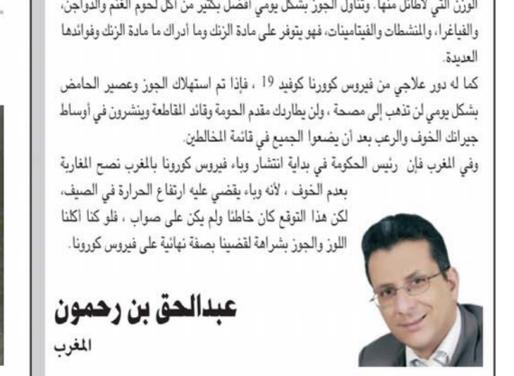 الوزن التي لاطائل منها. وتناول الجوز بشكل يومي افضل بكثير من أكل لحوم الغنم والدواجن،
والفياغرا، والمنشطات والفيتامينات، فهو يتوفر على مادة الزنك وما أدراك ما مادة الزنك وفوائدها
العديدة.
كما له دور علاجي من فيروس كوورنا كوفيد 19 ، فإذا تم استهلاك الجوز وعصير الحامض
بشكل يومي لن تذهب إلى مصحة ، ولن يطاردك مقدم الحومة وقائد المقاطعة وينشرون في أوساط
جيرانك الخوف والرعب بعد أن يضعوا الجميع في قائمة المخالطين.
وفي المغرب فإن رئيس الحكومة في بداية انتشار وباء فيروس كورونا بالمغرب نصح المغاربة
بعدم الخوف ، لأنه وباء يقضي عليه ارتفاع الحرارة في الصيف،
لكن هذا التوقع كان خاطئا ولم يكن على صواب ، فلو كنا أكلنا
اللوز والجوز بشراهة لقضينا بصفة نهائية على فيروس كورونا.
عبدالحق بن رحمون
المغرب